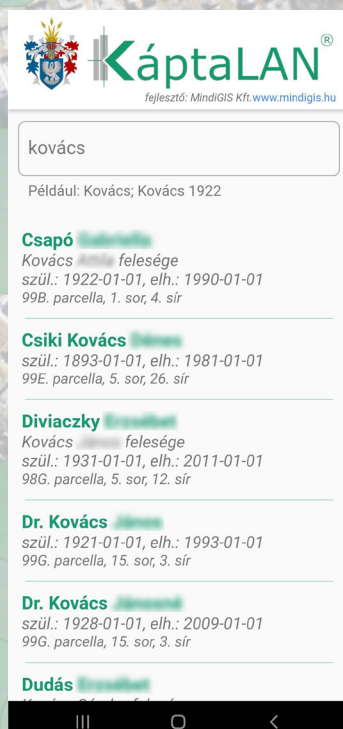 KáptaLAN®
fejlesztő: MindiGIS Kft.www.mindigis.hu
kovács
Például: Kovács; Kovács 1922
Csapó
Kovács felesége
szül.: 1922-01-01, elh.: 1990-01-01
99B. parcella, 1. sor, 4. sír
Csiki Kovács
szül.: 1893-01-01, elh.: 1981-01-01
99E. parcella, 5. sor, 26. sír
Diviaczky
Kovács felesége
szül.: 1931-01-01, elh.: 2011-01-01
98G. parcella, 5. sor, 12. sír
Dr. Kovács
szül.: 1921-01-01, elh.: 1993-01-01
99G. parcella, 15. sor, 3. sír
Dr. Kovács
szül.: 1928-01-01, elh.: 2009-01-01
99G. parcella, 15. sor, 3. sír
Dudás